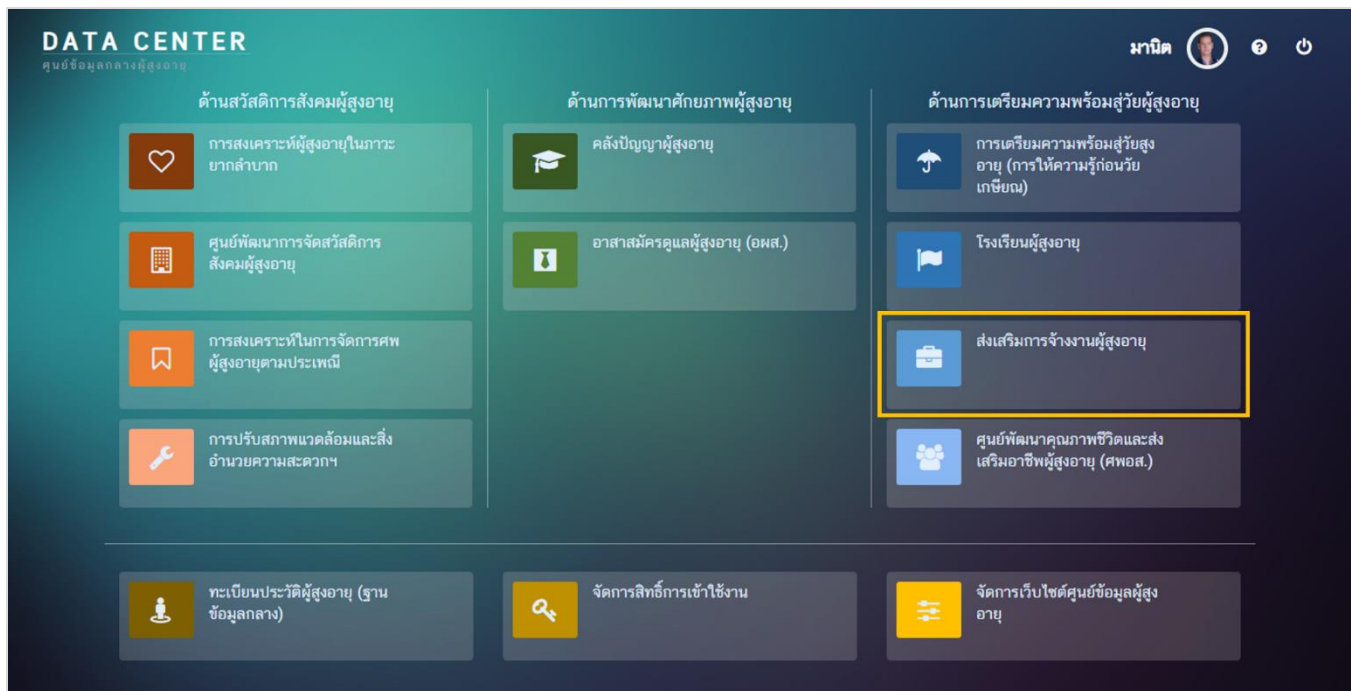 DATA CENTER
ศูนย์ข้อมูลกลางผู้สูงอายุ
มานิต
ด้านสวัสดิการสังคมผู้สูงอายุ
การสงเคราะห์ผู้สูงอายุในภาวะ
ยากลำบาก
ศูนย์พัฒนาการจัดสวัสดิการ
สังคมผู้สูงอายุ
การสงเคราะห์ในการจัดการศพ
ผู้สูงอายุตามประเพณี
การปรับสภาพแวดล้อมและสิ่ง
อำนวยความสะดวกฯ
ด้านการพัฒนาศักยภาพผู้สูงอายุ
คลังปัญญาผู้สูงอายุ
อาสาสมัครดูแลผู้สูงอายุ (อผส.)
ด้านการเตรียมความพร้อมสู่วัยผู้สูงอายุ
การเตรียมความพร้อมสู่วัยสูง
อายุ (การให้ความรู้ก่อนวัย
เกษียณ)
โรงเรียนผู้สูงอายุ
ส่งเสริมการจ้างงานผู้สูงอายุ
ศูนย์พัฒนาคุณภาพชีวิตและส่ง
เสริมอาชีพผู้สูงอายุ (ศพอส.)
ทะเบียนประวัติผู้สูงอายุ (ฐาน
ข้อมูลกลาง)
จัดการสิทธิ์การเข้าใช้งาน
จัดการเว็บไซต์ศูนย์ข้อมูลผู้สูง
อายุ